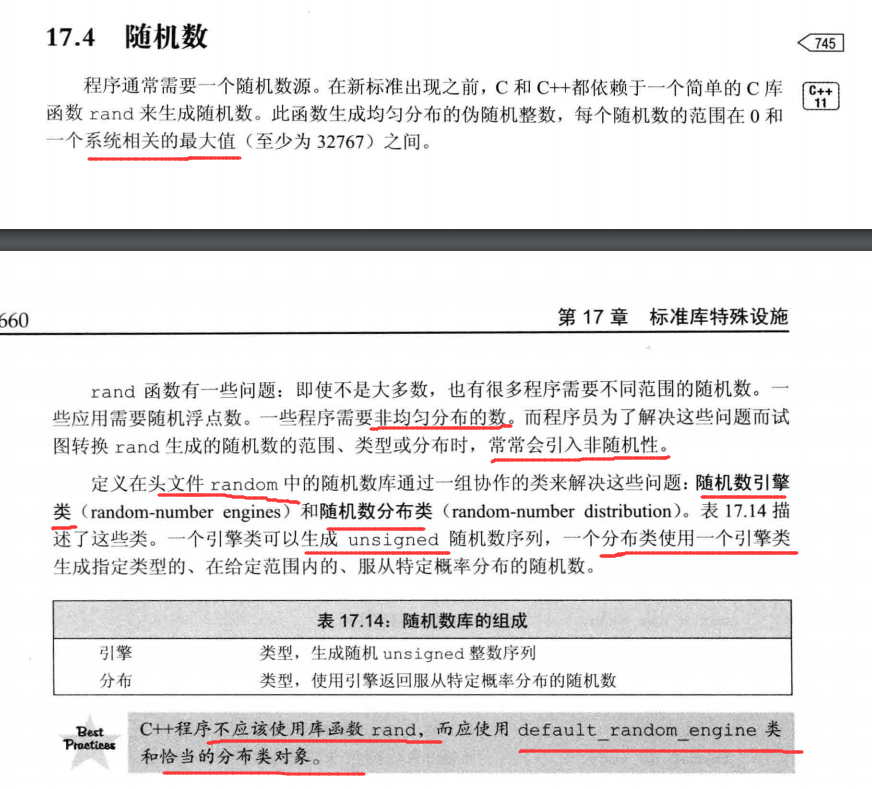 17.4 随机数
745
程序通常需要一个随机数源。在新标准出现之前，C 和 C++都依赖于一个简单的 C 库
C++
11
函数 rand 来生成随机数。此函数生成均匀分布的伪随机整数，每个随机数的范围在 0 和
一个系统相关的最大值（至少为 32767）之间。
660
第 17 章 标准库特殊设施
rand 函数有一些问题：即使不是大多数，也有很多程序需要不同范围的随机数。一
些应用需要随机浮点数。一些程序需要非均匀分布的数。而程序员为了解决这些问题而试
图转换 rand 生成的随机数的范围、类型或分布时，常常会引入非随机性。
定义在头文件 random 中的随机数库通过一组协作的类来解决这些问题：随机数引擎
类（random-number engines）和随机数分布类（random-number distribution）。表 17.14 描
述了这些类。一个引擎类可以生成 unsigned 随机数序列，一个分布类使用一个引擎类
生成指定类型的、在给定范围内的、服从特定概率分布的随机数。
表 17.14：随机数库的组成
引擎 类型，生成随机 unsigned 整数序列
分布 类型，使用引擎返回服从特定概率分布的随机数
Best
Practices
C++程序不应该使用库函数 rand，而应使用 default_random_engine 类
和恰当的分布类对象。